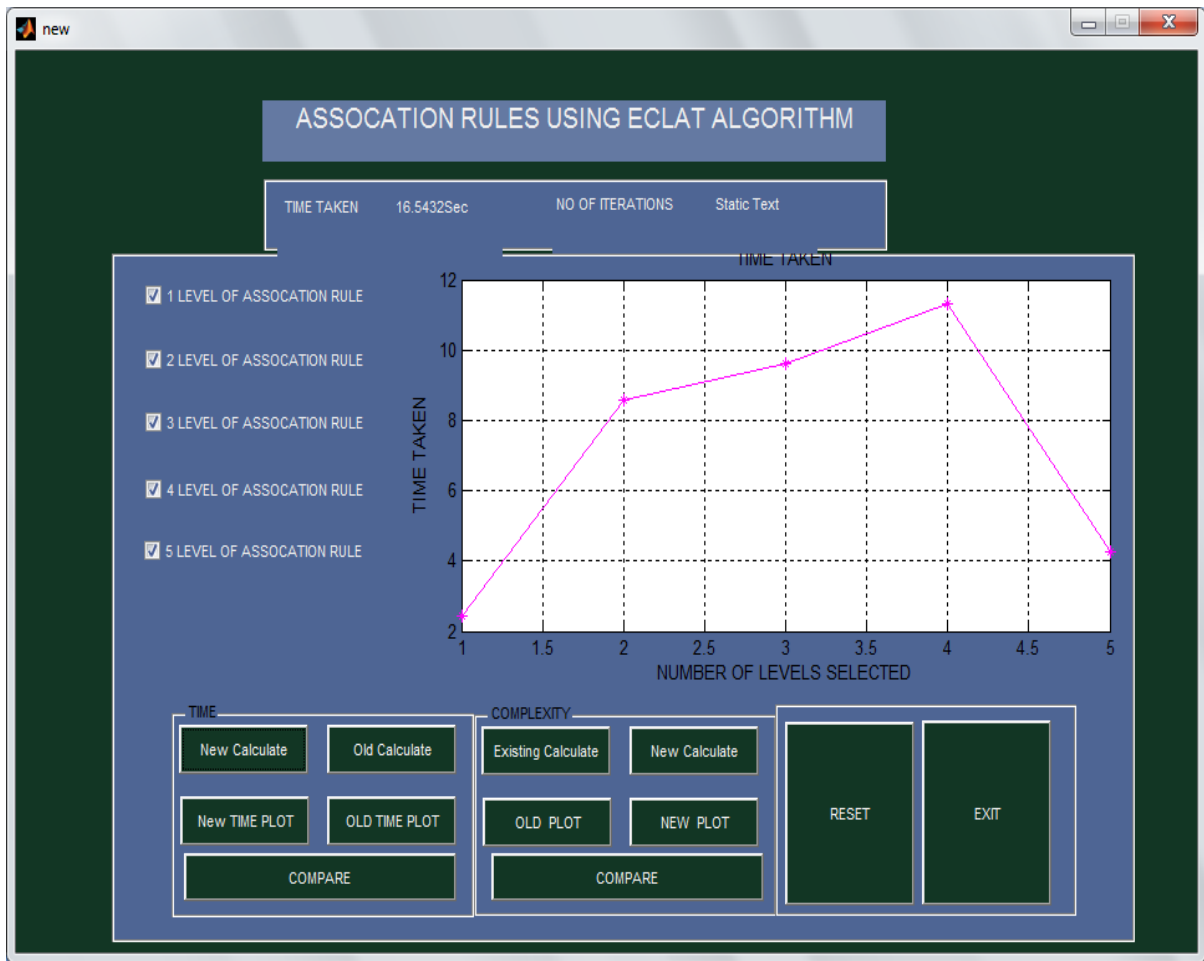 new
ASSOCATION RULES USING ECLAT ALGORITHM
TIME TAKEN 16.5432Sec NO OF ITERATIONS Static Text
TIME TAKEN
1 LEVEL OF ASSOCATION RULE
2 LEVEL OF ASSOCATION RULE
3 LEVEL OF ASSOCATION RULE
4 LEVEL OF ASSOCATION RULE
5 LEVEL OF ASSOCATION RULE
TIME TAKEN
12
10
8
6
4
2
1 1.5 2 2.5 3 3.5 4 4.5 5
NUMBER OF LEVELS SELECTED
TIME
New Calculate Old Calculate
New TIME PLOT OLD TIME PLOT
COMPARE
COMPLEXITY
Existing Calculate New Calculate
OLD PLOT NEW PLOT
COMPARE
RESET EXIT